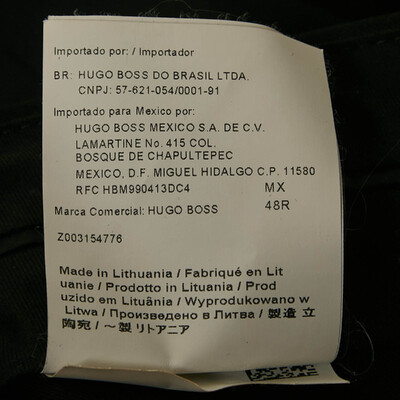 Importado por: / Importador
BR: HUGO BOSS DO BRASIL LTDA.
CNPJ: 57-621-054/0001-91
Importado para Mexico por:
HUGO BOSS MEXICO S.A. DE C.V.
LAMARTINE No. 415 COL.
BOSQUE DE CHAPULTEPEC
MEXICO, D.F. MIGUEL HIDALGO C.P. 11580
RFC HBM990413DC4 MX
Marca Comercial: HUGO BOSS 48R
Z003154776
Made in Lithuania / Fabriqué en Lit
uanie / Prodotto in Lituania / Prod
uzido em Lituânia / Wyprodukowano w
Litwa / Произведено в Литва / 製造 立
陶宛 / ～製 リトアニア